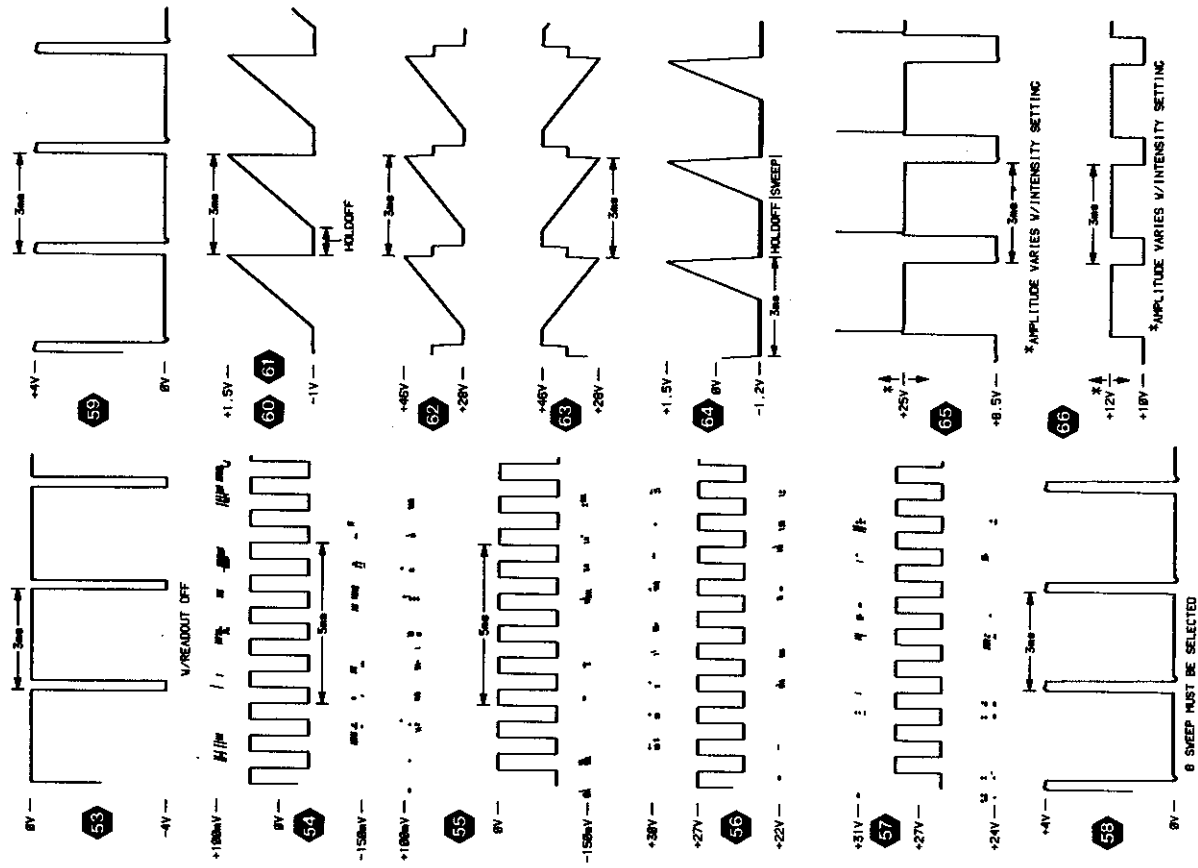 0V
3ms
53
-4V
W/READOUT OFF
+100mV
0V
54
5ms
-150mV
+100mV
55
0V
5ms
-150mV
+30V
+27V
56
+22V
+31V
57
+27V
+24V
+4V
58
3ms
0V
B SWEEP MUST BE SELECTED
+4V
3ms
59
0V
+1.5V
3ms
60 61
-1V
HOLDOFF
+46V
3ms
62
+28V
+46V
63
+28V
3ms
+1.5V
64
0V
-1.2V
3ms HOLDOFF SWEEP
*
+25V
65
+8.5V
3ms
*AMPLITUDE VARIES W/INTENSITY SETTING
66
*
+12V
3ms
+10V
*AMPLITUDE VARIES W/INTENSITY SETTING